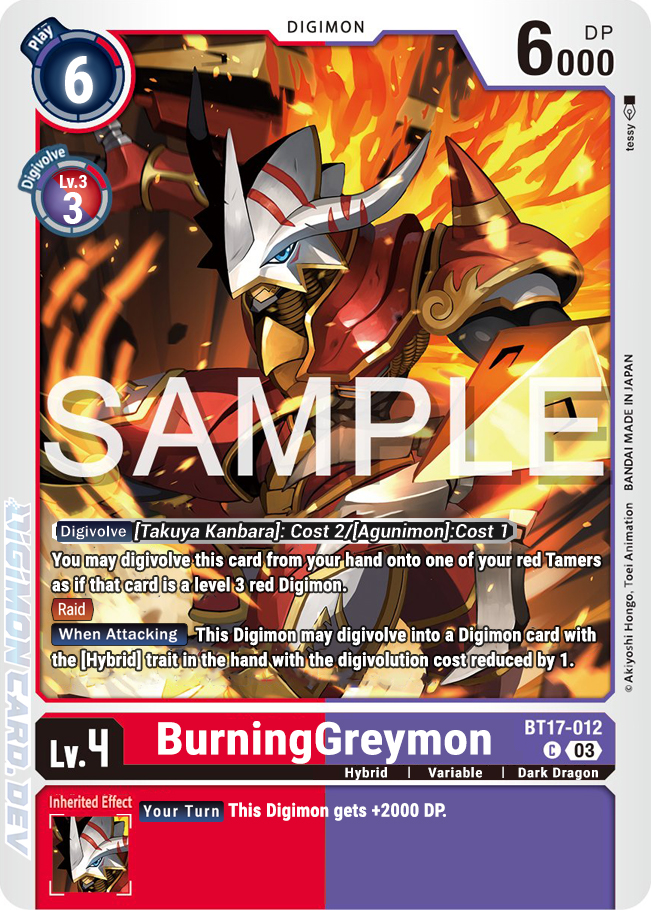 DIGIMON
Play
6
DP
6000
Digivolve
Lv.3
3
tessy
SAMPLE
Digivolve [Takuya Kanbara]: Cost 2/[Agunimon]:Cost 1
You may digivolve this card from your hand onto one of your red Tamers
as if that card is a level 3 red Digimon.
Raid
When Attacking This Digimon may digivolve into a Digimon card with
the [Hybrid] trait in the hand with the digivolution cost reduced by 1.
© Akiyoshi Hongo, Toei Animation BANDAI MADE IN JAPAN
DIGIMONCARD.DEV
Lv.4
BurningGreymon
BT17-012
C 03
Hybrid | Variable | Dark Dragon
Inherited Effect
Your Turn This Digimon gets +2000 DP.